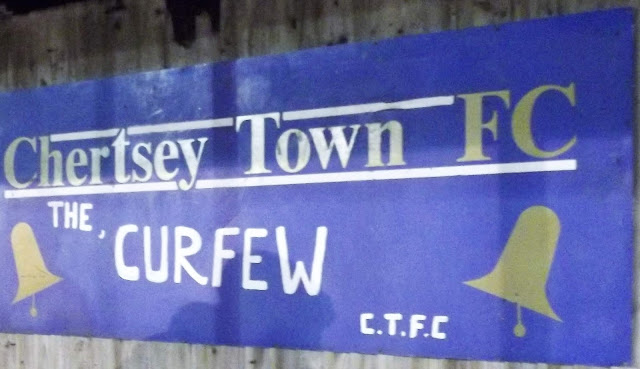 Chertsey Town FC
THE, CURFEW
C.T.F.C